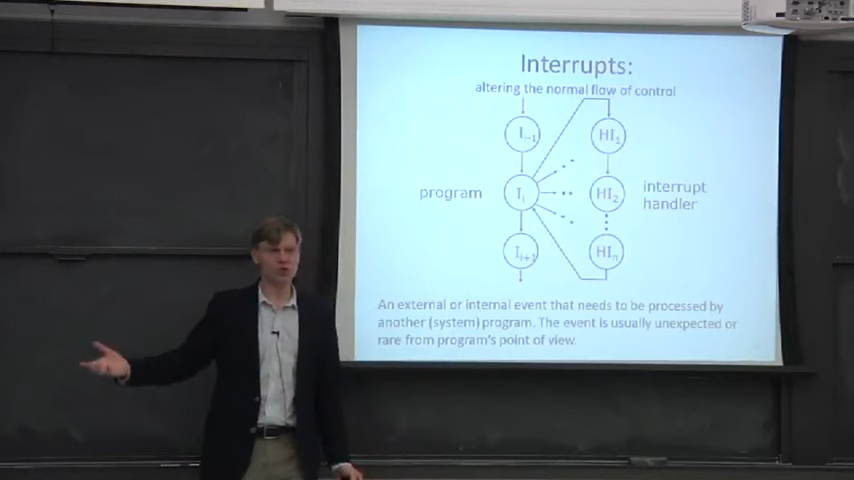 Interrupts:
altering the normal flow of control
Iᵢ₋₁ HI₁
program Iᵢ HI₂ interrupt
handler
Iᵢ₊₁ HIₙ
An external or internal event that needs to be processed by
another (system) program. The event is usually unexpected or
rare from program's point of view.